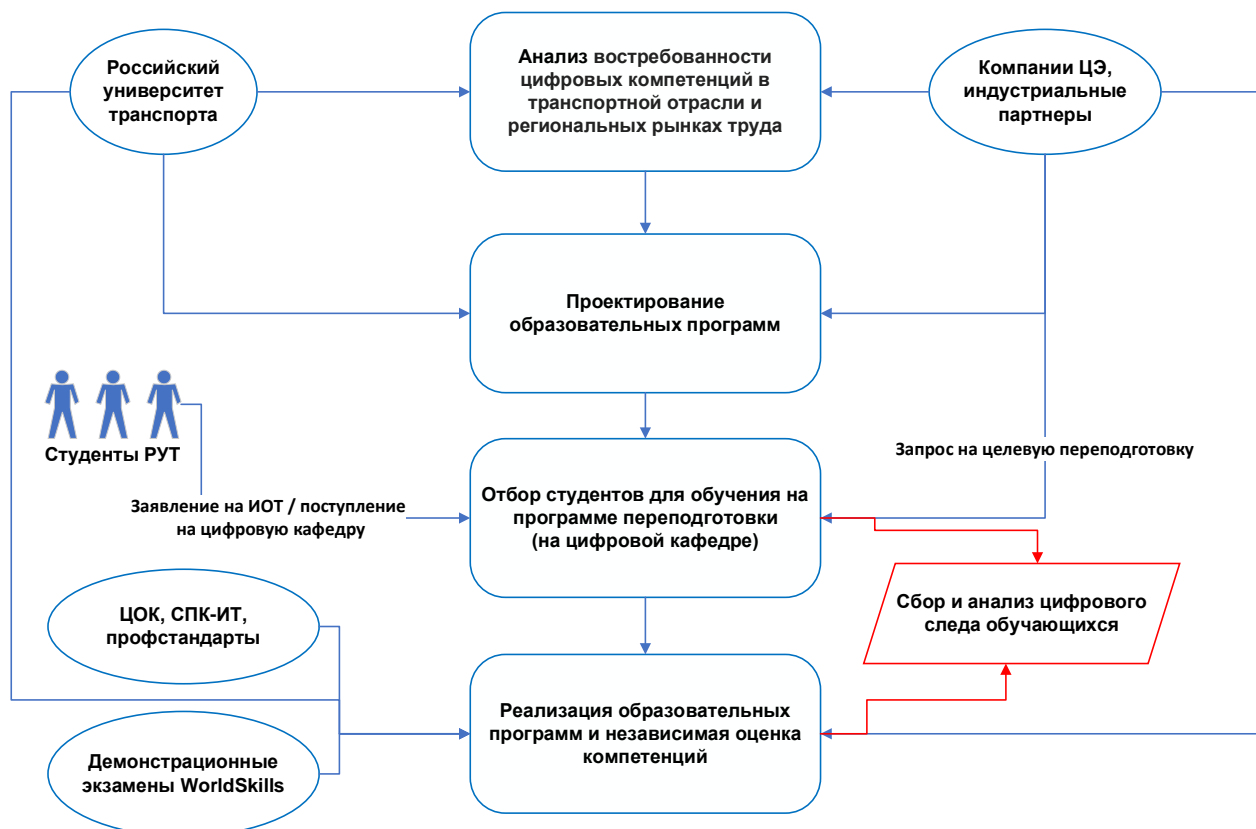 Российский
университет
транспорта
Анализ востребованности
цифровых компетенций в
транспортной отрасли и
региональных рынках труда
Компании ЦЭ,
индустриальные
партнеры
Проектирование
образовательных программ
Студенты РУТ
Заявление на ИОТ / поступление
на цифровую кафедру
Отбор студентов для обучения на
программе переподготовки
(на цифровой кафедре)
Запрос на целевую переподготовку
Сбор и анализ цифрового
следа обучающихся
ЦОК, СПК-ИТ,
профстандарты
Реализация образовательных
программ и независимая оценка
компетенций
Демонстрационные
экзамены WorldSkills